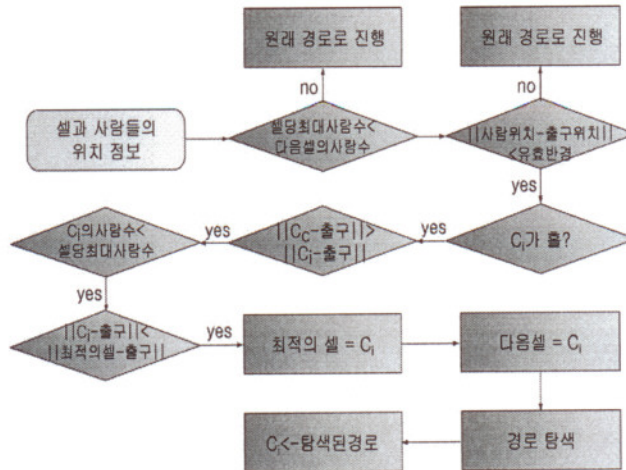 원래 경로로 진행
원래 경로로 진행
no
no
셀과 사람들의
위치 정보
셀당최대사람수<
다음셀의사람수
||사람위치-출구위치||
<유효반경
yes
Ci의사람수<
셀당최대사람수
yes
||Cc-출구||>
||Ci-출구||
yes
Ci가 홀?
yes
||Ci-출구||<
||최적의셀-출구||
yes
최적의 셀 = Ci
다음셀 = Ci
Ci<-탐색된경로
경로 탐색